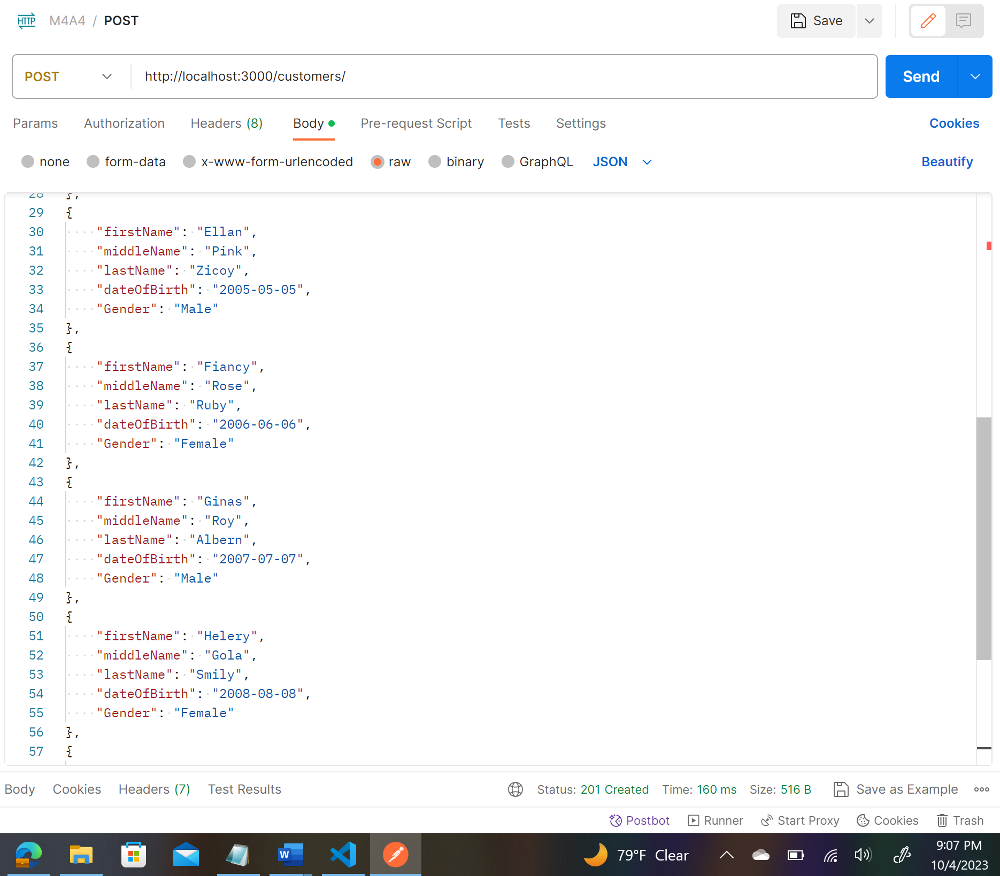 HTTP M4A4 / POST Save
POST http://localhost:3000/customers/ Send
Params Authorization Headers (8) Body Pre-request Script Tests Settings Cookies
none form-data x-www-form-urlencoded raw binary GraphQL JSON Beautify
28 },
29 {
30 "firstName": "Ellan",
31 "middleName": "Pink",
32 "lastName": "Zicoy",
33 "dateOfBirth": "2005-05-05",
34 "Gender": "Male"
35 },
36 {
37 "firstName": "Fiancy",
38 "middleName": "Rose",
39 "lastName": "Ruby",
40 "dateOfBirth": "2006-06-06",
41 "Gender": "Female"
42 },
43 {
44 "firstName": "Ginas",
45 "middleName": "Roy",
46 "lastName": "Albern",
47 "dateOfBirth": "2007-07-07",
48 "Gender": "Male"
49 },
50 {
51 "firstName": "Helery",
52 "middleName": "Gola",
53 "lastName": "Smily",
54 "dateOfBirth": "2008-08-08",
55 "Gender": "Female"
56 },
57 {
Body Cookies Headers (7) Test Results Status: 201 Created Time: 160 ms Size: 516 B Save as Example
Postbot Runner Start Proxy Cookies Trash
W 79°F Clear 9:07 PM
10/4/2023